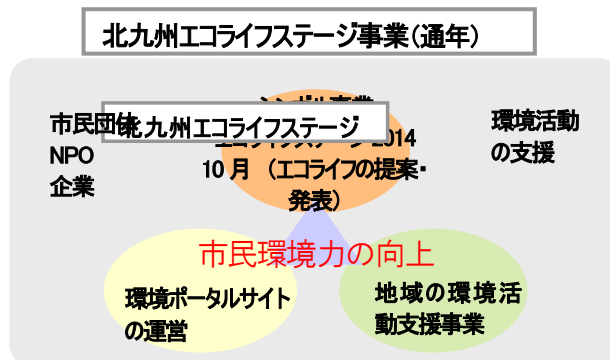 北九州エコライフステージ事業（通年）
市民団体
NPO
企業
北九州エコライフステージ
2014
10月 （エコライフの提案・
発表）
環境活動
の支援
市民環境力の向上
環境ポータルサイト
の運営
地域の環境活
動支援事業